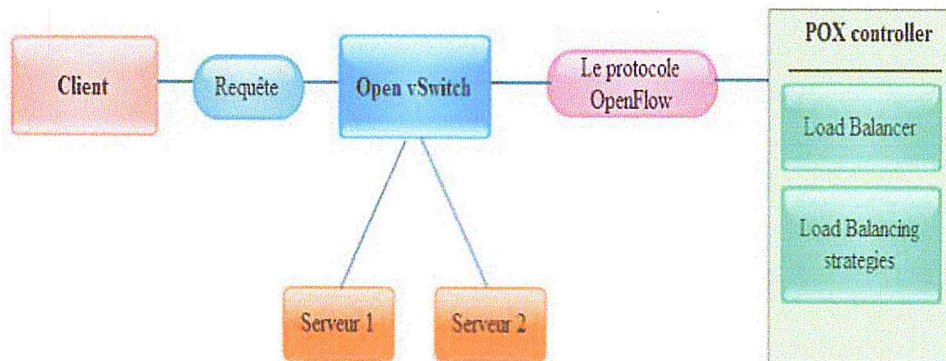 POX controller
Client
Requête
Open vSwitch
Le protocole
OpenFlow
Load Balancer
Load Balancing
strategies
Serveur 1
Serveur 2